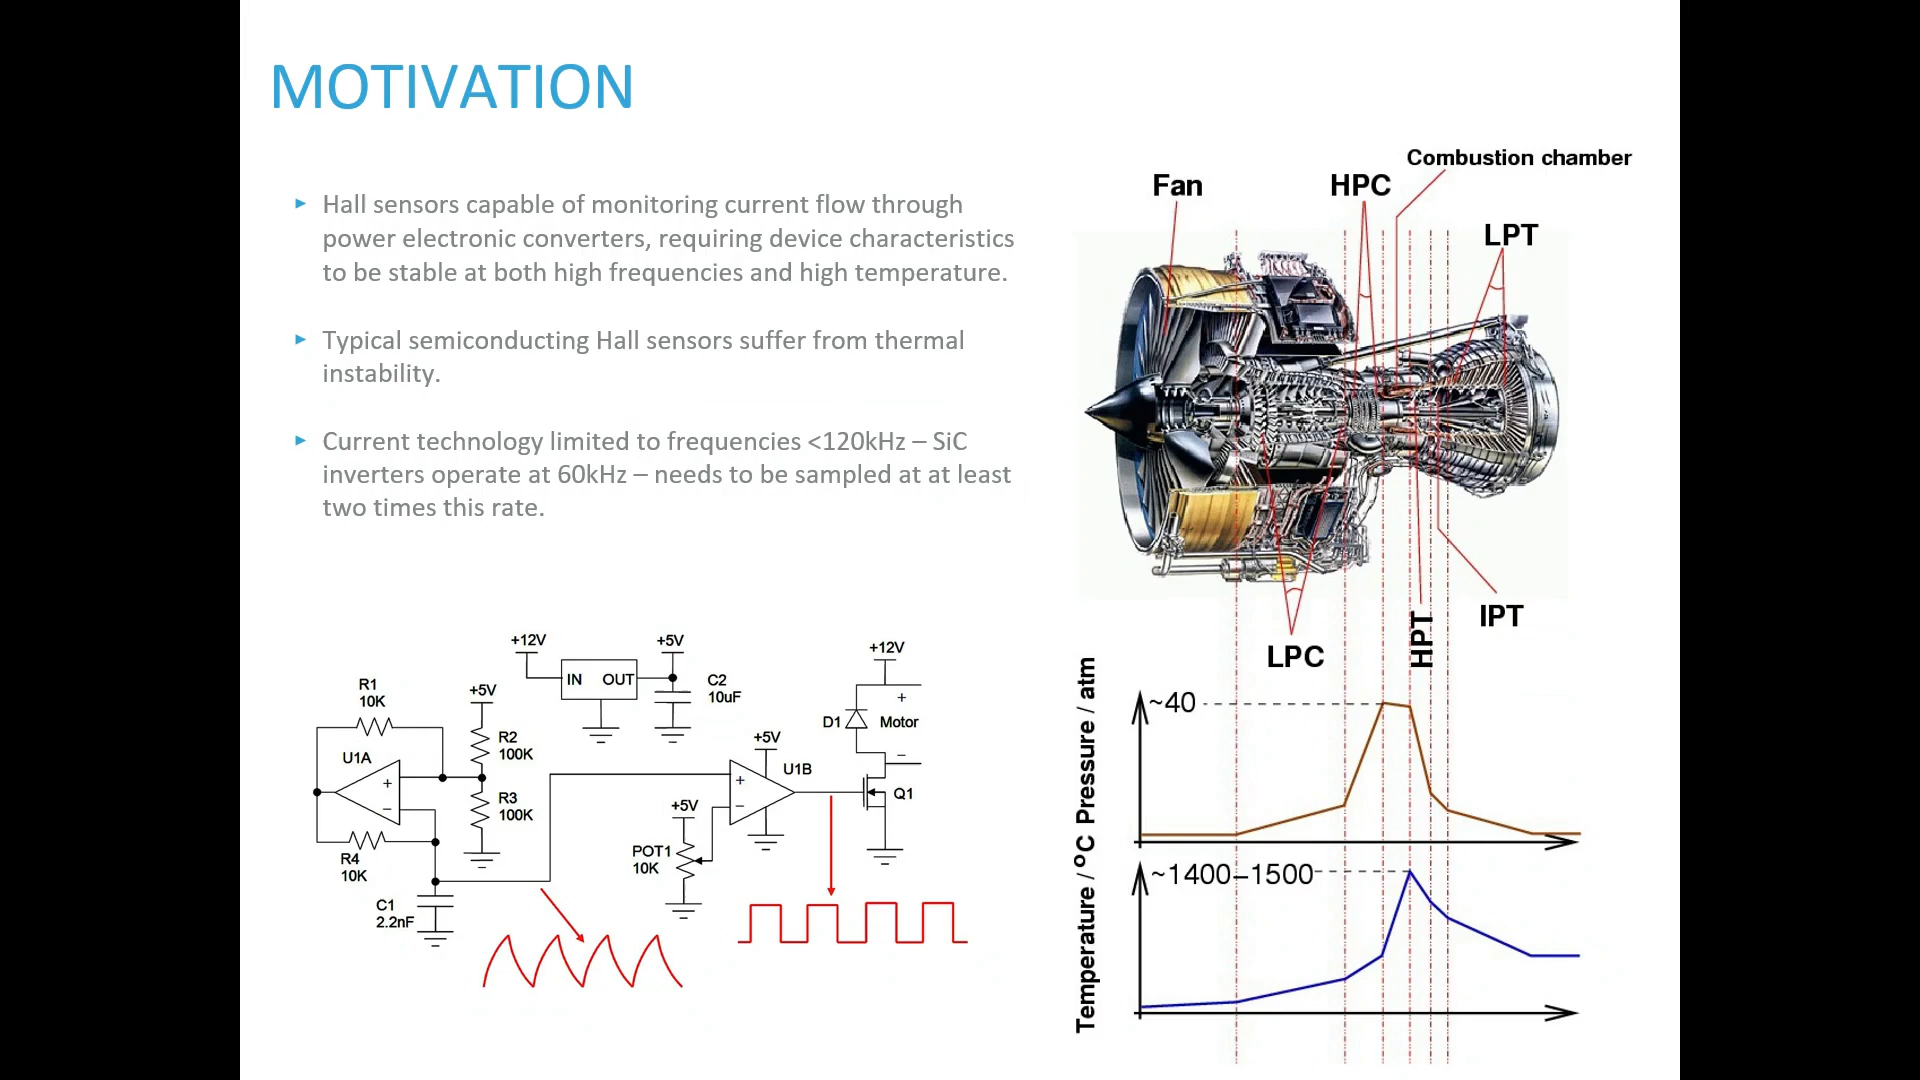 MOTIVATION
Hall sensors capable of monitoring current flow through
power electronic converters, requiring device characteristics
to be stable at both high frequencies and high temperature.
Typical semiconducting Hall sensors suffer from thermal
instability.
Current technology limited to frequencies <120kHz – SiC
inverters operate at 60kHz – needs to be sampled at at least
two times this rate.
+12V
IN OUT
+5V
C2
10uF
R1
10K
+5V
U1A
+
−
R2
100K
R3
100K
R4
10K
C1
2.2nF
+5V
POT1
10K
+5V
U1B
+
−
+12V
D1
+
Motor
−
Q1
Combustion chamber
Fan
HPC
LPT
LPC
HPT
IPT
Temperature / ºC Pressure / atm
~40
~1400–1500